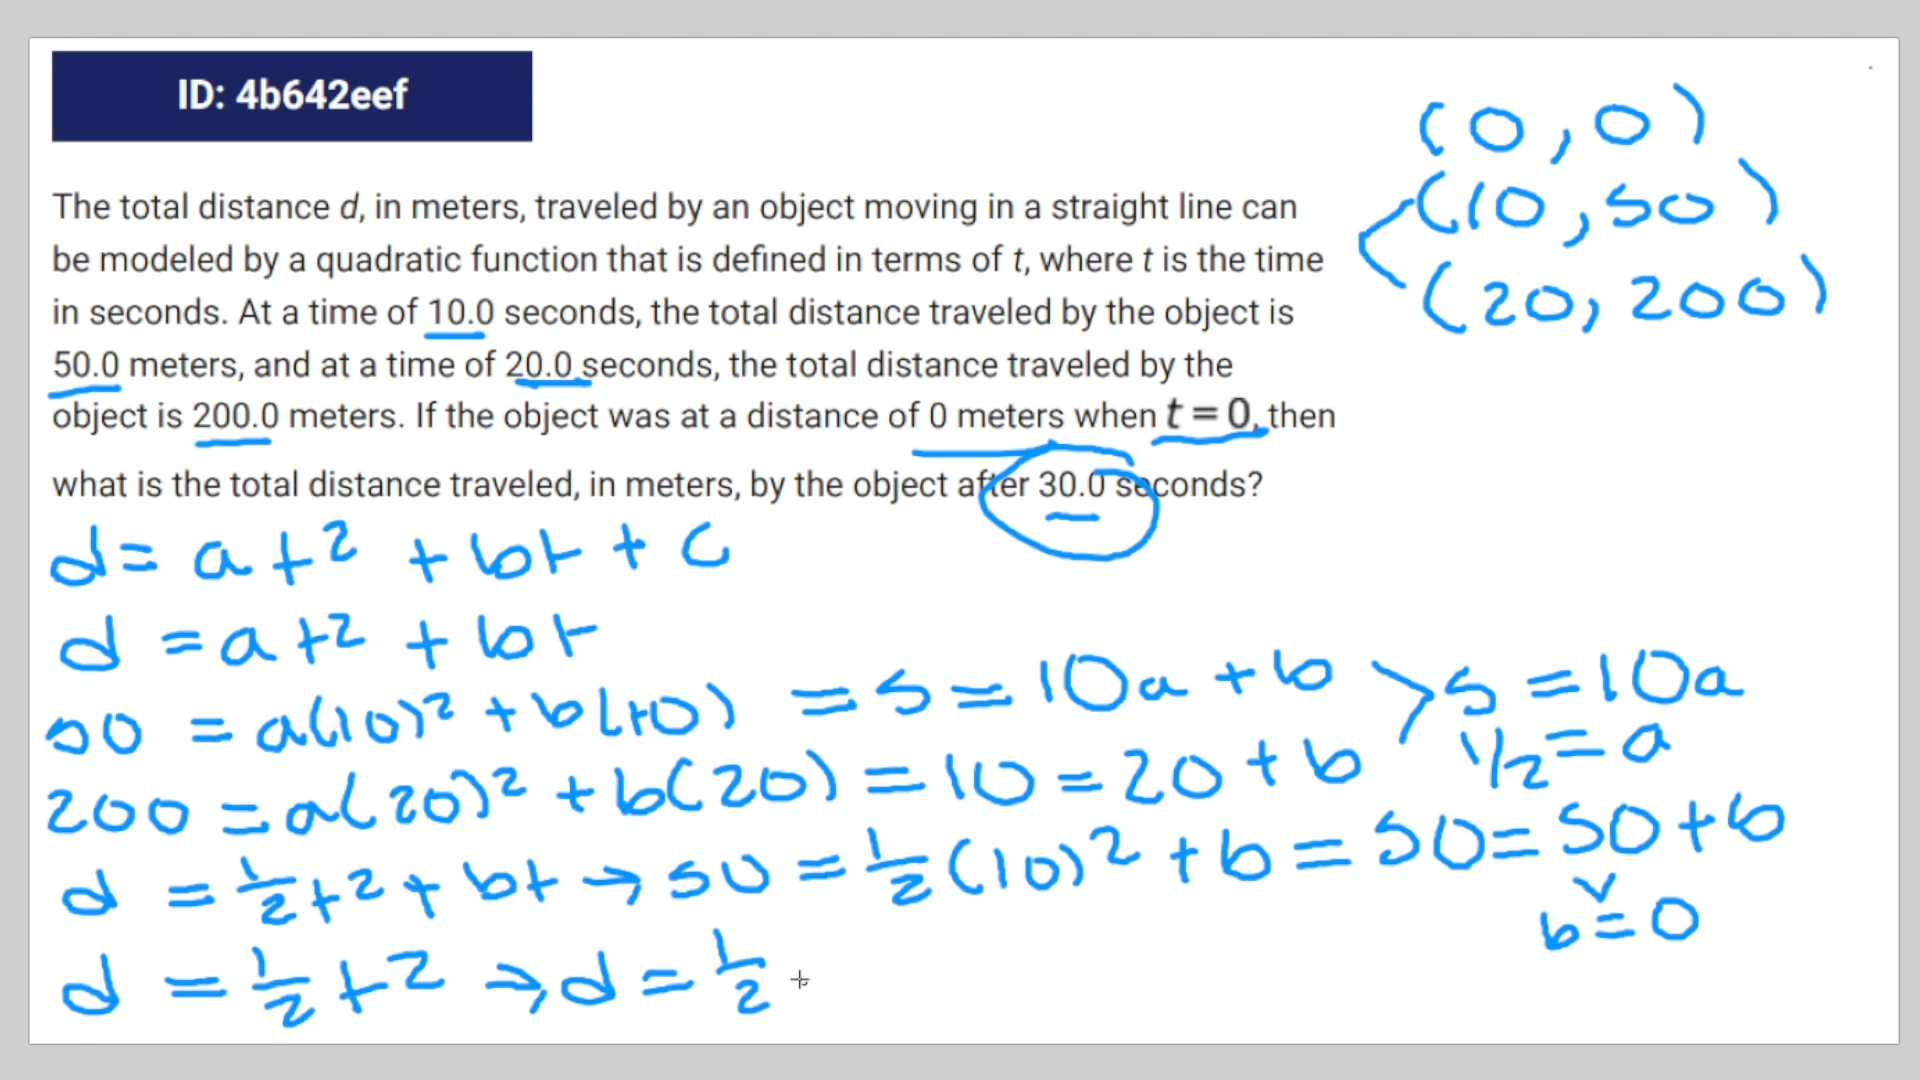 ID: 4b642eef
The total distance d, in meters, traveled by an object moving in a straight line can
be modeled by a quadratic function that is defined in terms of t, where t is the time
in seconds. At a time of 10.0 seconds, the total distance traveled by the object is
50.0 meters, and at a time of 20.0 seconds, the total distance traveled by the
object is 200.0 meters. If the object was at a distance of 0 meters when t = 0, then
what is the total distance traveled, in meters, by the object after 30.0 seconds?
(0,0)
(10,50)
(20,200)
d = at² + bt + c
d = at² + bt
50 = a(10)² + b(10) = 5 = 10a + b > 5 = 10a
1/2 = a
200 = a(20)² + b(20) = 10 = 20 + b
d = 1/2 t² + bt → 50 = 1/2 (10)² + b = 50 = 50 + b
b = 0
d = 1/2 t² → d = 1/2